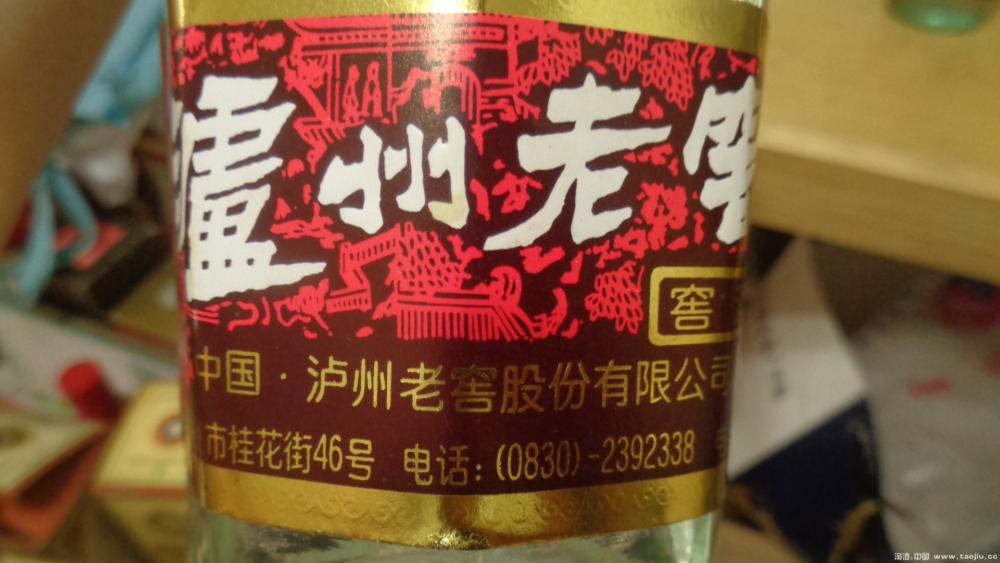 瀘州老窖
窖
中国·泸州老窖股份有限公司
市桂花街46号 电话:(0830)-2392338
淘酒.中国 www.taojiu.cc